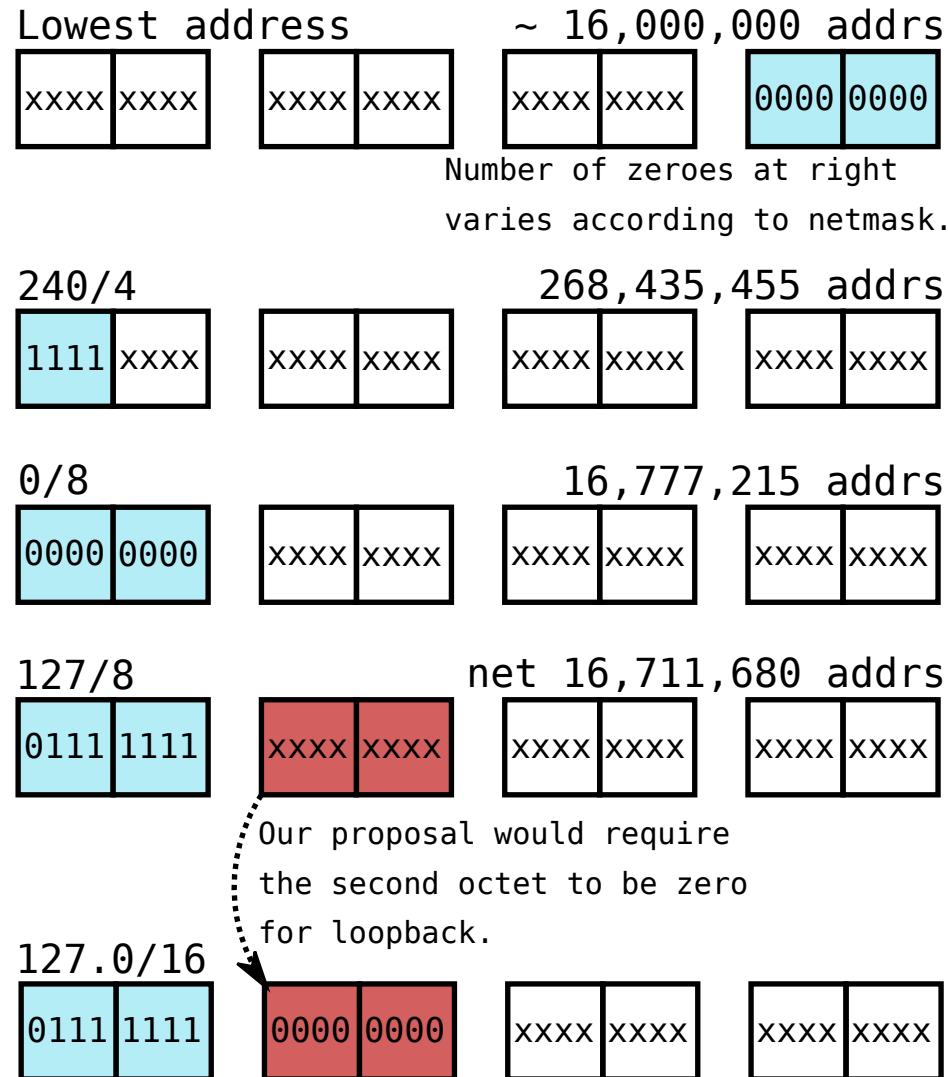 Lowest address ~ 16,000,000 addrs
xxxx xxxx xxxx xxxx xxxx xxxx 0000 0000
Number of zeroes at right
varies according to netmask.
240/4 268,435,455 addrs
1111 xxxx xxxx xxxx xxxx xxxx xxxx xxxx
0/8 16,777,215 addrs
0000 0000 xxxx xxxx xxxx xxxx xxxx xxxx
127/8 net 16,711,680 addrs
0111 1111 xxxx xxxx xxxx xxxx xxxx xxxx
Our proposal would require
the second octet to be zero
for loopback.
127.0/16
0111 1111 0000 0000 xxxx xxxx xxxx xxxx